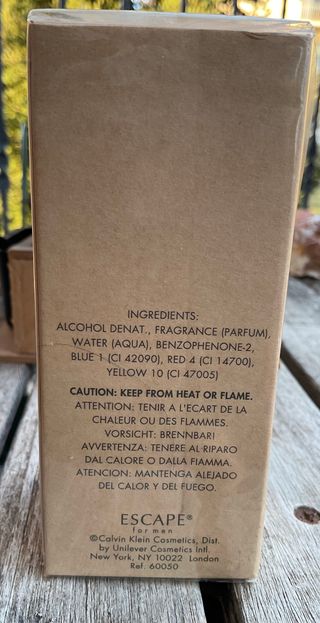 INGREDIENTS:
ALCOHOL DENAT., FRAGRANCE (PARFUM),
WATER (AQUA), BENZOPHENONE-2,
BLUE 1 (CI 42090), RED 4 (CI 14700),
YELLOW 10 (CI 47005)
CAUTION: KEEP FROM HEAT OR FLAME.
ATTENTION: TENIR A L'ECART DE LA
CHALEUR OU DES FLAMMES.
VORSICHT: BRENNBAR!
AVVERTENZA: TENERE AL RIPARO
DAL CALORE O DALLA FIAMMA.
ATENCION: MANTENGA ALEJADO
DEL CALOR Y DEL FUEGO.
ESCAPE®
for men
©Calvin Klein Cosmetics, Dist.
by Unilever Cosmetics Intl.
New York, NY 10022 London
Ref. 60050